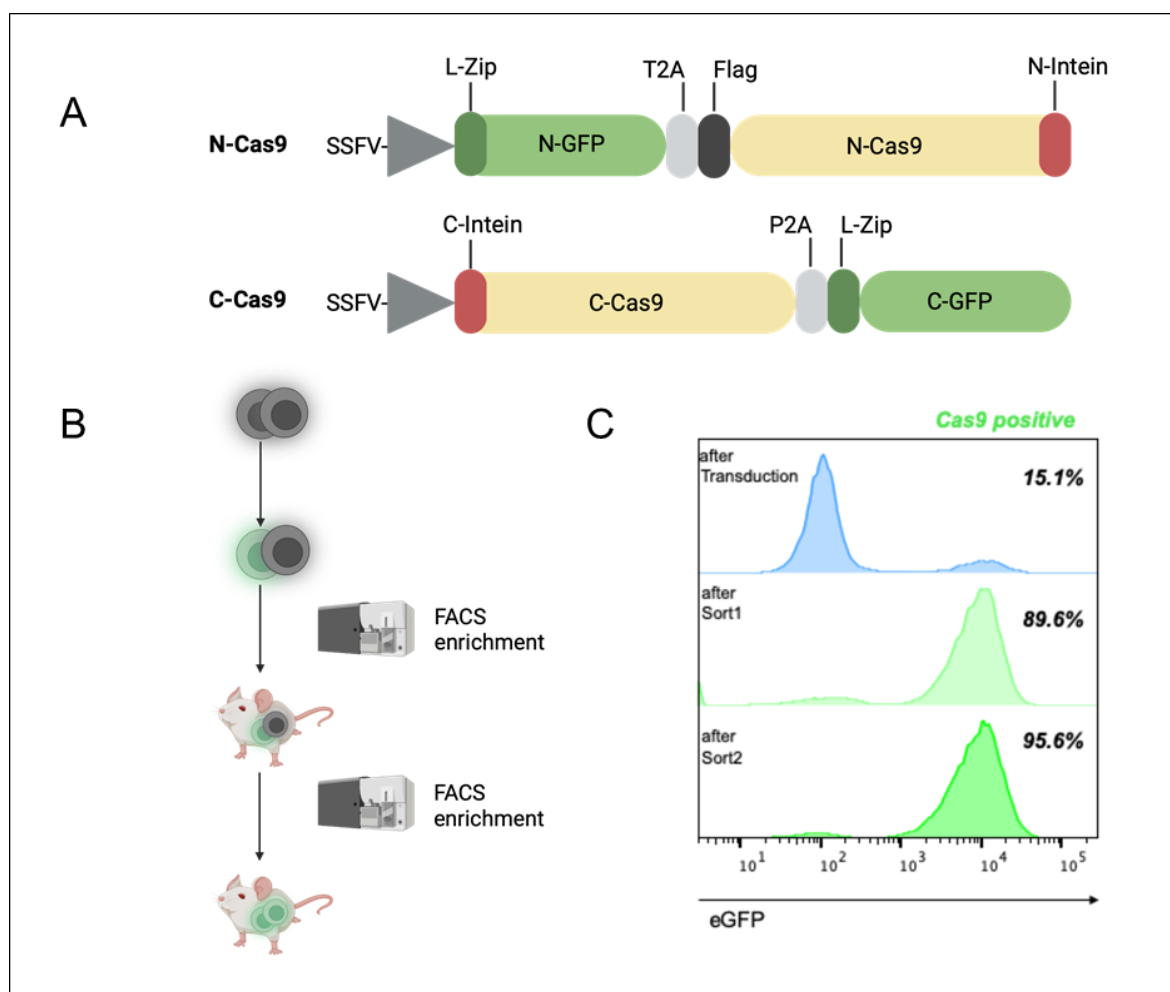 A
L-Zip
T2A
Flag
N-Intein
N-Cas9
SSFV-
N-GFP
N-Cas9
C-Intein
P2A
L-Zip
C-Cas9
SSFV-
C-Cas9
C-GFP
B
FACS
enrichment
FACS
enrichment
C
Cas9 positive
after
Transduction
15.1%
after
Sort1
89.6%
after
Sort2
95.6%
10¹
10²
10³
10⁴
10⁵
eGFP